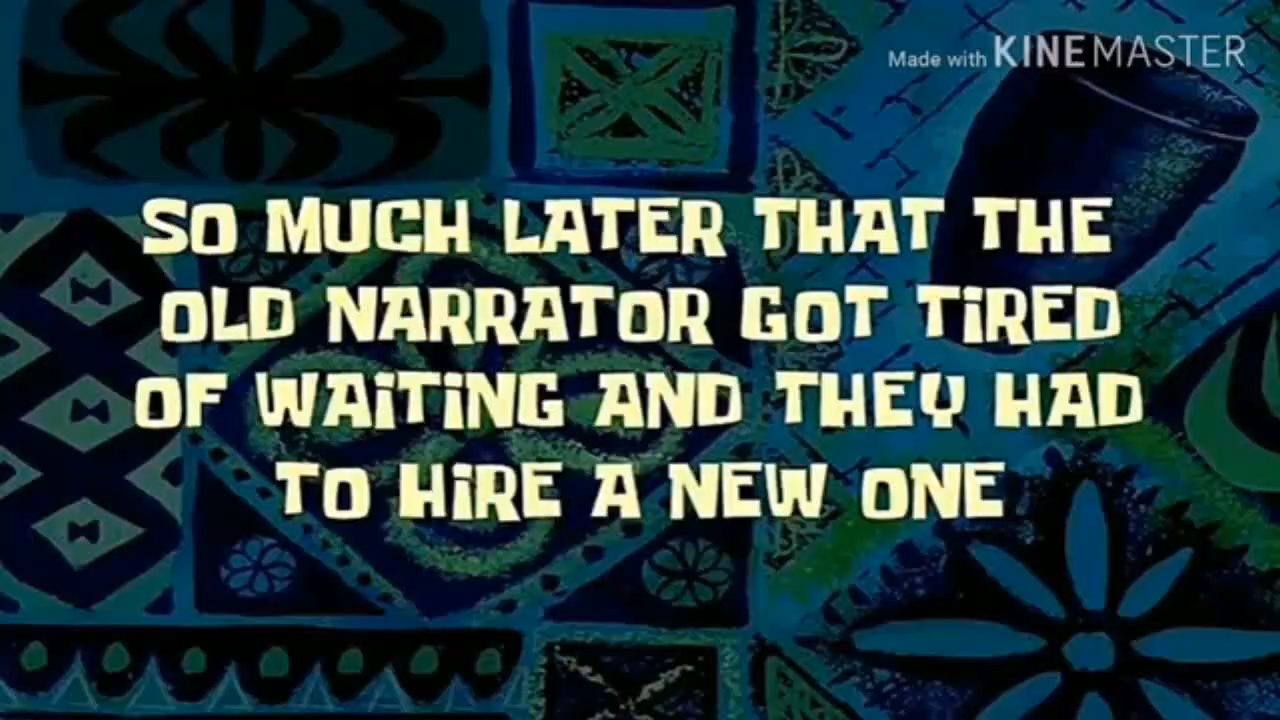 Made with KINEMASTER
SO MUCH LATER THAT THE
OLD NARRATOR GOT TiRED
OF WAiTiNG AND THEY HAD
TO HiRE A NEW ONE